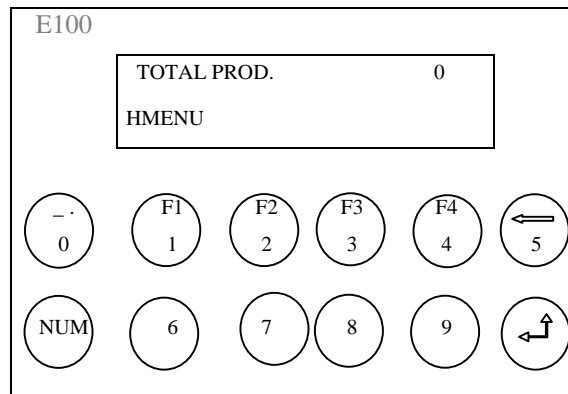 E100
TOTAL PROD. 0
HMENU
_ . F1 F2 F3 F4
0 1 2 3 4 5
NUM 6 7 8 9